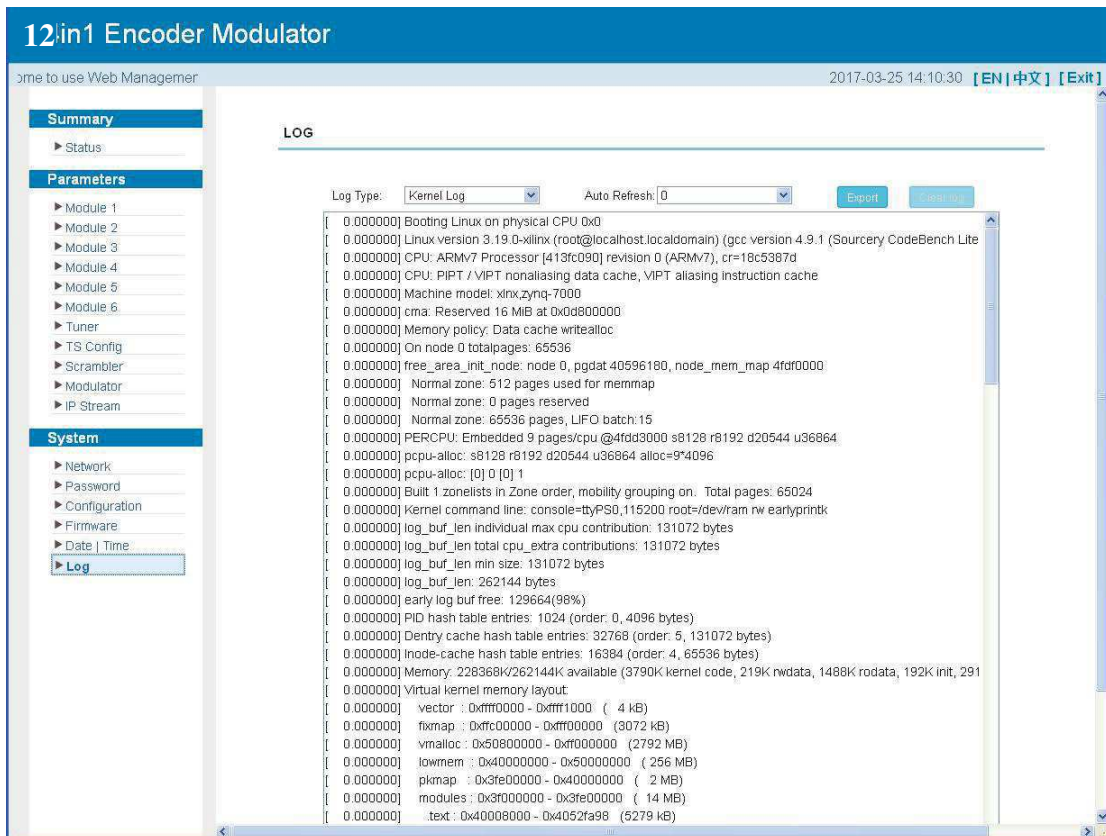 12in1 Encoder Modulator
ome to use Web Managemer
2017-03-25 14:10:30 [ EN | 中文 ] [ Exit ]
Summary
Status
Parameters
Module 1
Module 2
Module 3
Module 4
Module 5
Module 6
Tuner
TS Config
Scrambler
Modulator
IP Stream
System
Network
Password
Configuration
Firmware
Date | Time
Log
LOG
Log Type: Kernel Log Auto Refresh: 0 Export Clear log
[ 0.000000] Booting Linux on physical CPU 0x0
[ 0.000000] Linux version 3.19.0-xilinx (root@localhost.localdomain) (gcc version 4.9.1 (Sourcery CodeBench Lite
[ 0.000000] CPU: ARMv7 Processor [413fc090] revision 0 (ARMv7), cr=18c5387d
[ 0.000000] CPU: PIPT / VIPT nonaliasing data cache, VIPT aliasing instruction cache
[ 0.000000] Machine model: xlnx,zynq-7000
[ 0.000000] cma: Reserved 16 MiB at 0x0d800000
[ 0.000000] Memory policy: Data cache writealloc
[ 0.000000] On node 0 totalpages: 65536
[ 0.000000] free_area_init_node: node 0, pgdat 40596180, node_mem_map 4fdf0000
[ 0.000000] Normal zone: 512 pages used for memmap
[ 0.000000] Normal zone: 0 pages reserved
[ 0.000000] Normal zone: 65536 pages, LIFO batch:15
[ 0.000000] PERCPU: Embedded 9 pages/cpu @4fdd3000 s8128 r8192 d20544 u36864
[ 0.000000] pcpu-alloc: s8128 r8192 d20544 u36864 alloc=9*4096
[ 0.000000] pcpu-alloc: [0] 0 [0] 1
[ 0.000000] Built 1 zonelists in Zone order, mobility grouping on. Total pages: 65024
[ 0.000000] Kernel command line: console=ttyPS0,115200 root=/dev/ram rw earlyprintk
[ 0.000000] log_buf_len individual max cpu contribution: 131072 bytes
[ 0.000000] log_buf_len total cpu_extra contributions: 131072 bytes
[ 0.000000] log_buf_len min size: 131072 bytes
[ 0.000000] log_buf_len: 262144 bytes
[ 0.000000] early log buf free: 129664(98%)
[ 0.000000] PID hash table entries: 1024 (order: 0, 4096 bytes)
[ 0.000000] Dentry cache hash table entries: 32768 (order: 5, 131072 bytes)
[ 0.000000] Inode-cache hash table entries: 16384 (order: 4, 65536 bytes)
[ 0.000000] Memory: 228368K/262144K available (3790K kernel code, 219K rwdata, 1488K rodata, 192K init, 291
[ 0.000000] Virtual kernel memory layout:
[ 0.000000] vector : 0xffff0000 - 0xffff1000 ( 4 kB)
[ 0.000000] fixmap : 0xffc00000 - 0xfff00000 (3072 kB)
[ 0.000000] vmalloc : 0x50800000 - 0xff000000 (2792 MB)
[ 0.000000] lowmem : 0x40000000 - 0x50000000 ( 256 MB)
[ 0.000000] pkmap : 0x3fe00000 - 0x40000000 ( 2 MB)
[ 0.000000] modules : 0x3f000000 - 0x3fe00000 ( 14 MB)
[ 0.000000] .text : 0x40008000 - 0x4052fa98 (5279 kB)